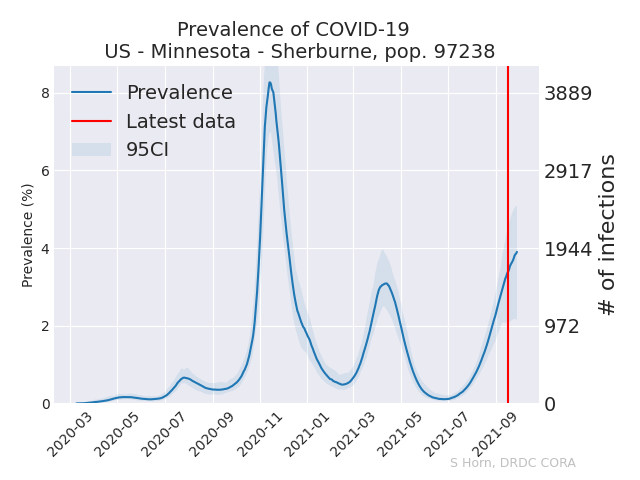 Prevalence of COVID-19
US - Minnesota - Sherburne, pop. 97238
Prevalence
Latest data
95CI
Prevalence (%)
8
6
4
2
0
3889
2917
1944
972
0
# of infections
2020-03
2020-05
2020-07
2020-09
2020-11
2021-01
2021-03
2021-05
2021-07
2021-09
S Horn, DRDC CORA